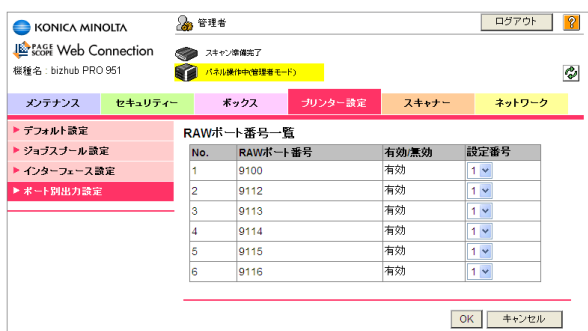 KONICA MINOLTA
管理者
ログアウト
?
PAGE SCOPE Web Connection
スキャン準備完了
機種名 : bizhub PRO 951
パネル操作中(管理者モード)
メンテナンス セキュリティー ボックス プリンター設定 スキャナー ネットワーク
デフォルト設定
ジョブスプール設定
インターフェース設定
ポート別出力設定
RAWポート番号一覧
No. RAWポート番号 有効/無効 設定番号
1 9100 有効 1
2 9112 有効 1
3 9113 有効 1
4 9114 有効 1
5 9115 有効 1
6 9116 有効 1
OK キャンセル